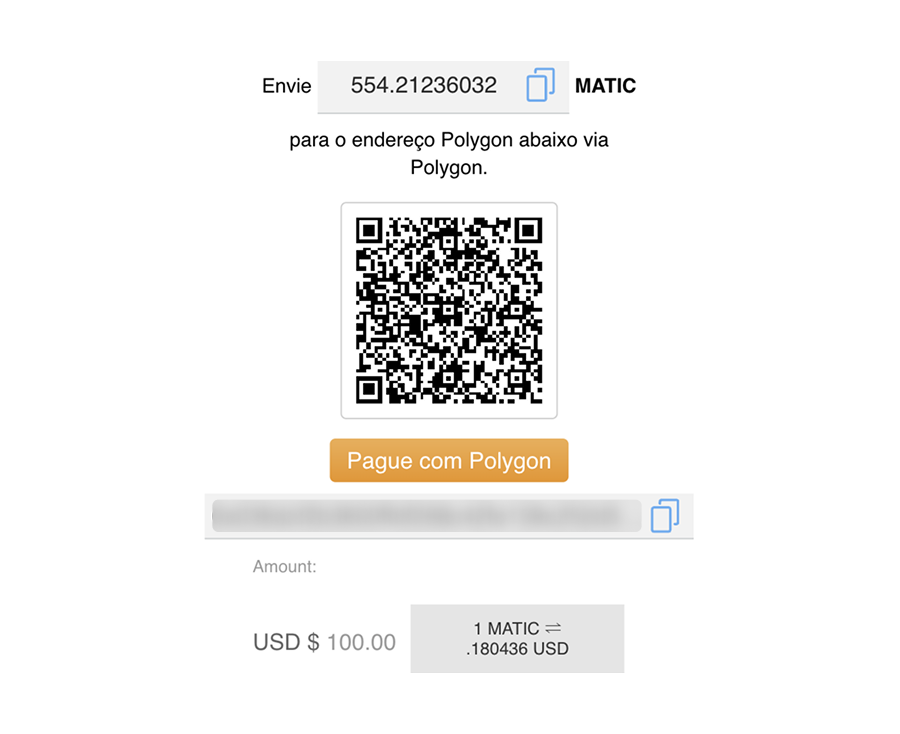 Envie 554.21236032 MATIC
para o endereço Polygon abaixo via
Polygon.
Pague com Polygon
Amount:
USD $ 100.00
1 MATIC ⇌
.180436 USD